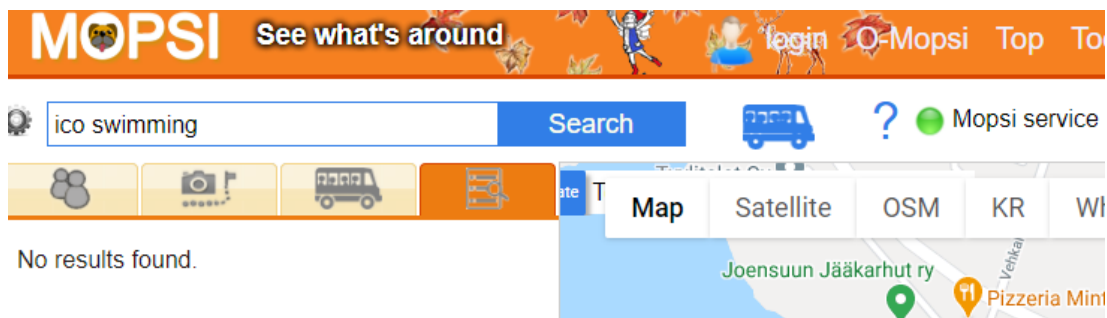 MOPSI See what's around login O-Mopsi Top
ico swimming Search ? Mopsi service
Map Satellite OSM KR
No results found.
Joensuun Jääkarhut ry
Pizzeria